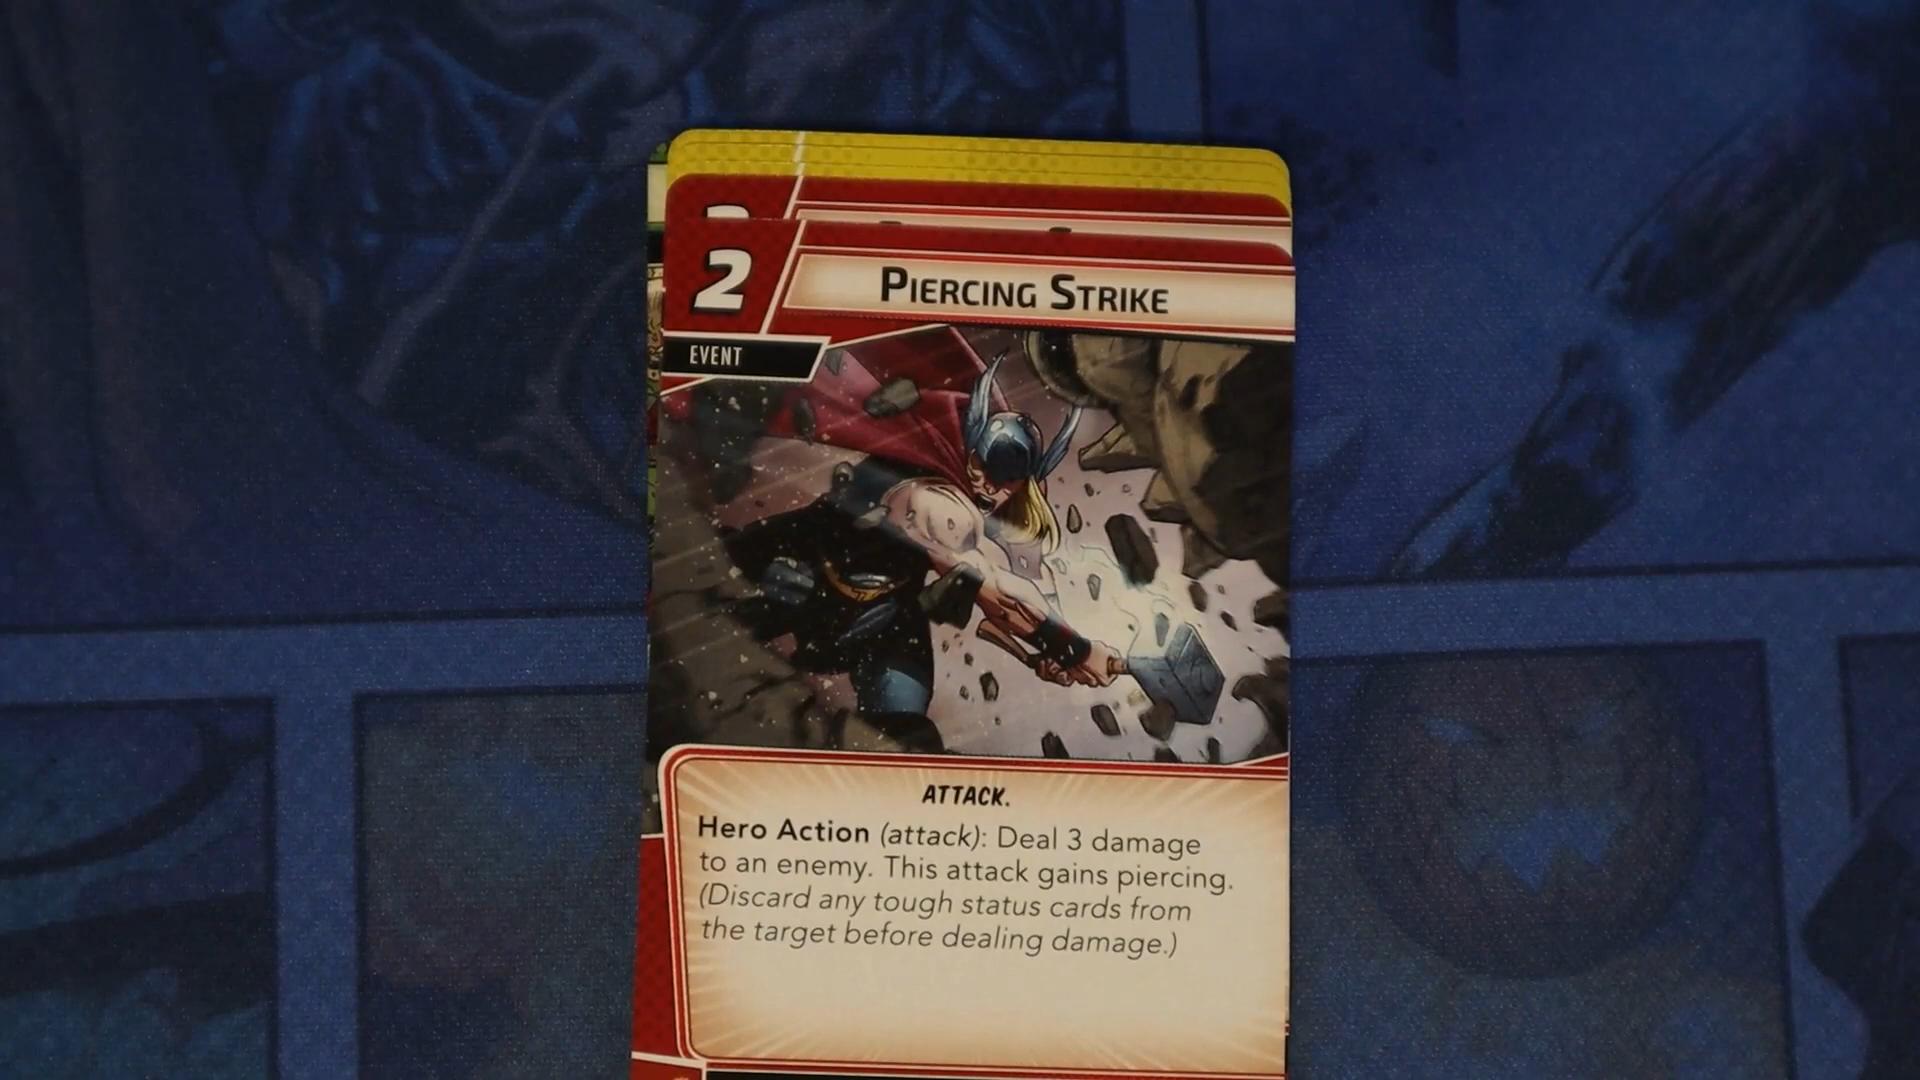 2
PIERCING STRIKE
EVENT
ATTACK.
Hero Action (attack): Deal 3 damage
to an enemy. This attack gains piercing.
(Discard any tough status cards from
the target before dealing damage.)